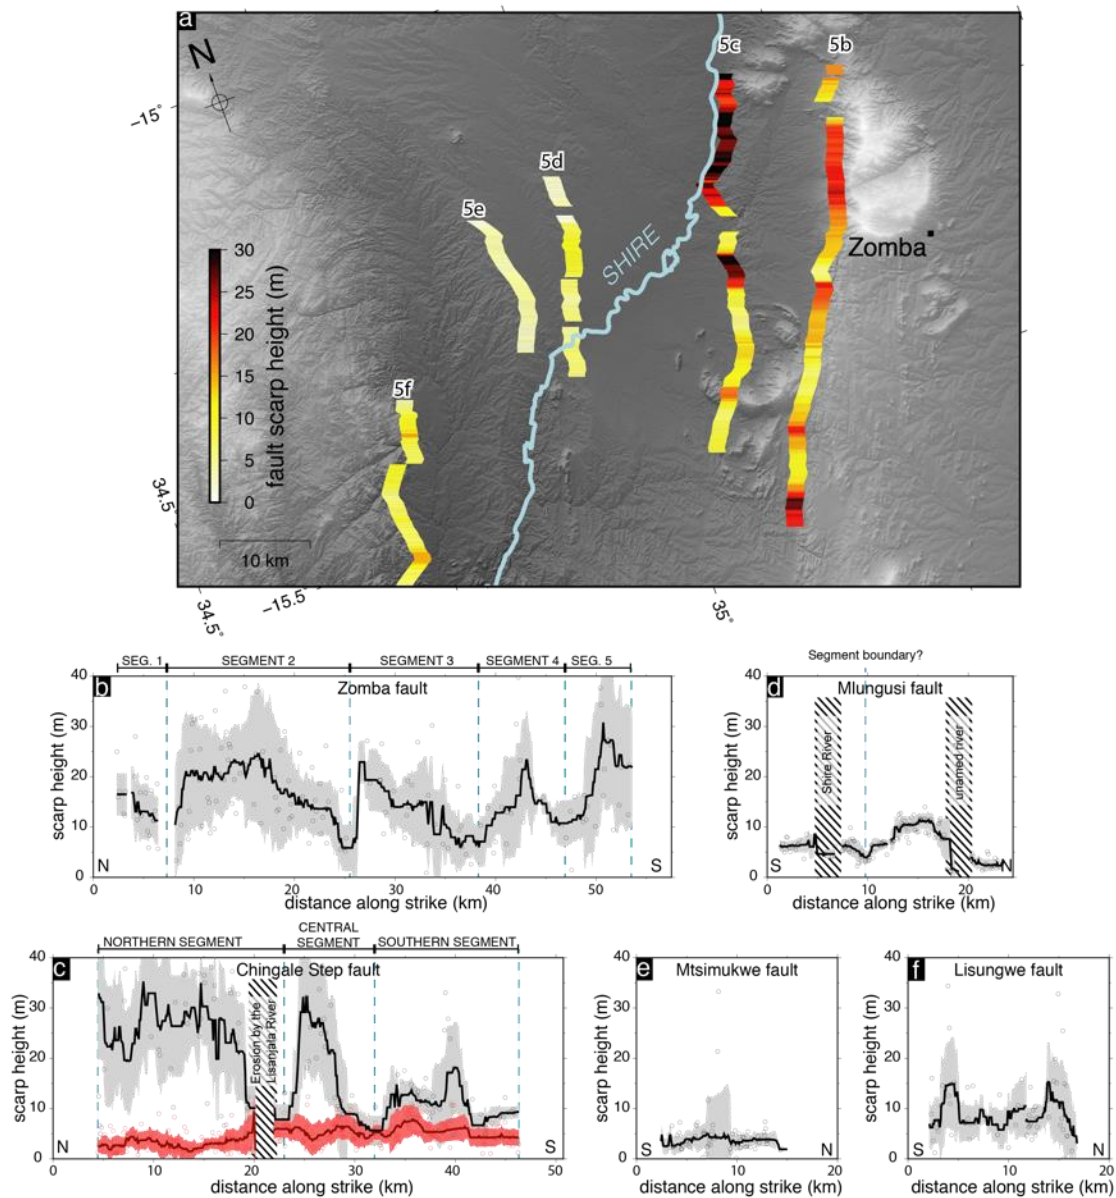 a
N
5c
5b
-15°
5d
5e
SHIRE
Zomba
30
25
20
15
10
5
0
fault scarp height (m)
5f
34.5
10 km
34.5°
-15.5°
35°
SEG. 1
SEGMENT 2
SEGMENT 3
SEGMENT 4
SEG. 5
b
Zomba fault
scarp height (m)
40
30
20
10
0
N
S
0
10
20
30
40
50
distance along strike (km)
Segment boundary?
d
Mlungusi fault
scarp height (m)
40
30
20
10
0
Shire River
unamed river
S
N
0
10
20
distance along strike (km)
NORTHERN SEGMENT
CENTRAL
SEGMENT
SOUTHERN SEGMENT
c
Chingale Step fault
scarp height (m)
40
30
20
10
0
Erosion by the
Lisanjala River
N
S
0
10
20
30
40
50
distance along strike (km)
e
Mtsimukwe fault
scarp height (m)
40
30
20
10
0
S
N
0
10
20
distance along strike (km)
f
Lisungwe fault
scarp height (m)
40
30
20
10
0
S
N
0
10
20
distance along strike (km)